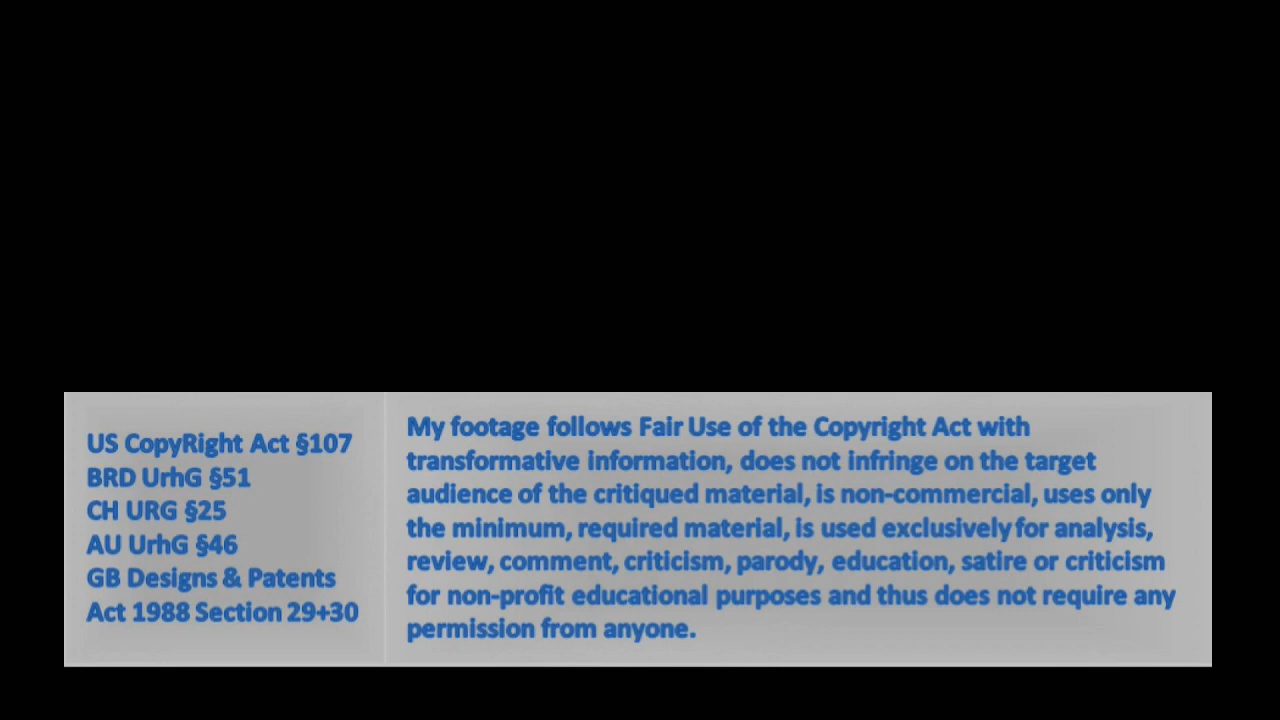 US CopyRight Act §107
BRD UrhG §51
CH URG §25
AU UrhG §46
GB Designs & Patents
Act 1988 Section 29+30
My footage follows Fair Use of the Copyright Act with
transformative information, does not infringe on the target
audience of the critiqued material, is non-commercial, uses only
the minimum, required material, is used exclusively for analysis,
review, comment, criticism, parody, education, satire or criticism
for non-profit educational purposes and thus does not require any
permission from anyone.